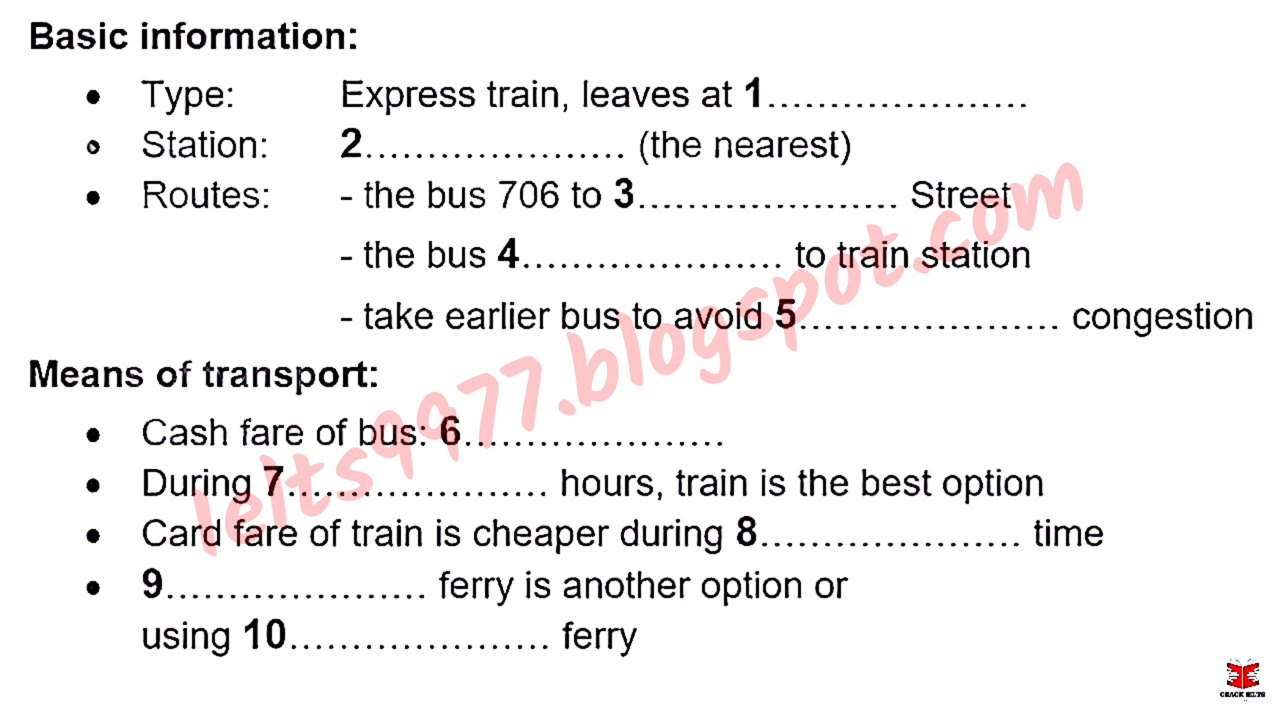 Basic information:
• Type: Express train, leaves at 1.....................
• Station: 2..................... (the nearest)
• Routes: - the bus 706 to 3..................... Street
- the bus 4..................... to train station
- take earlier bus to avoid 5..................... congestion
Means of transport:
• Cash fare of bus: 6.....................
• During 7..................... hours, train is the best option
• Card fare of train is cheaper during 8..................... time
• 9..................... ferry is another option or
using 10..................... ferry
Ielts9977.blogspot.com
CRACK IELTS